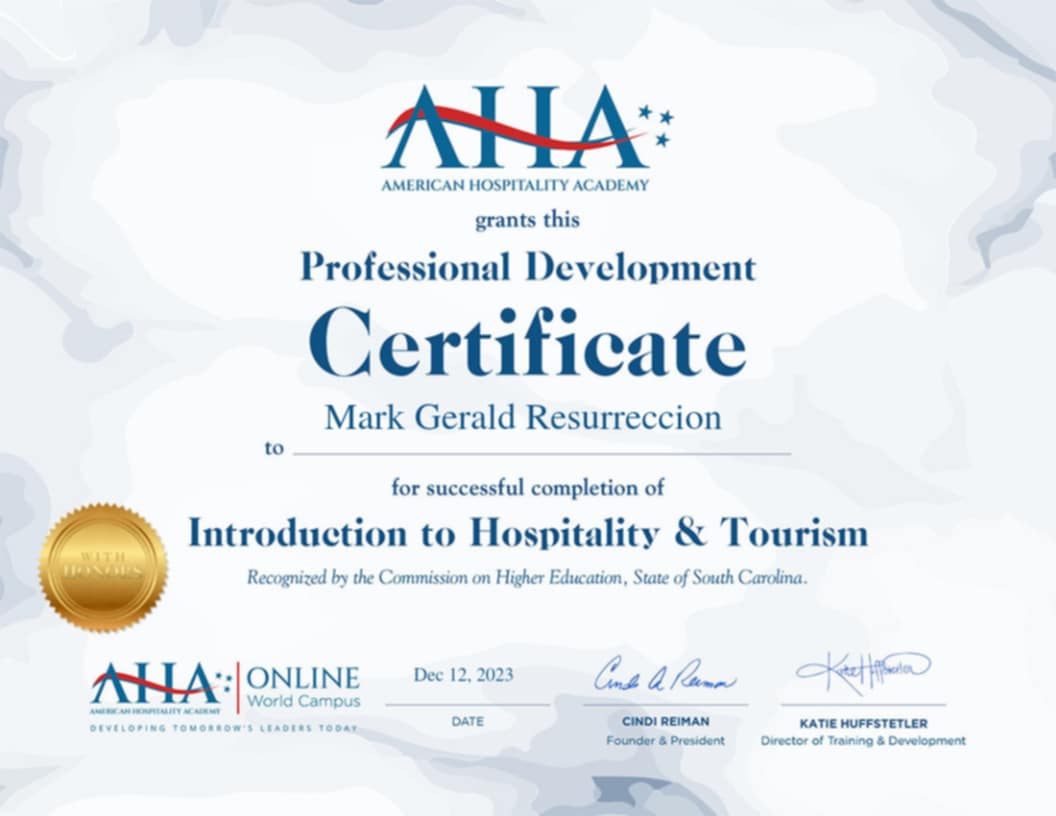 AHA
AMERICAN HOSPITALITY ACADEMY
grants this
Professional Development
Certificate
Mark Gerald Resurreccion
to
for successful completion of
Introduction to Hospitality & Tourism
Recognized by the Commission on Higher Education, State of South Carolina.
WITH
HONORS
AHA
AMERICAN HOSPITALITY ACADEMY
ONLINE
World Campus
DEVELOPING TOMORROW'S LEADERS TODAY
Dec 12, 2023
DATE
Cindi A. Reiman
CINDI REIMAN
Founder & President
Katie Huffstetler
KATIE HUFFSTETLER
Director of Training & Development